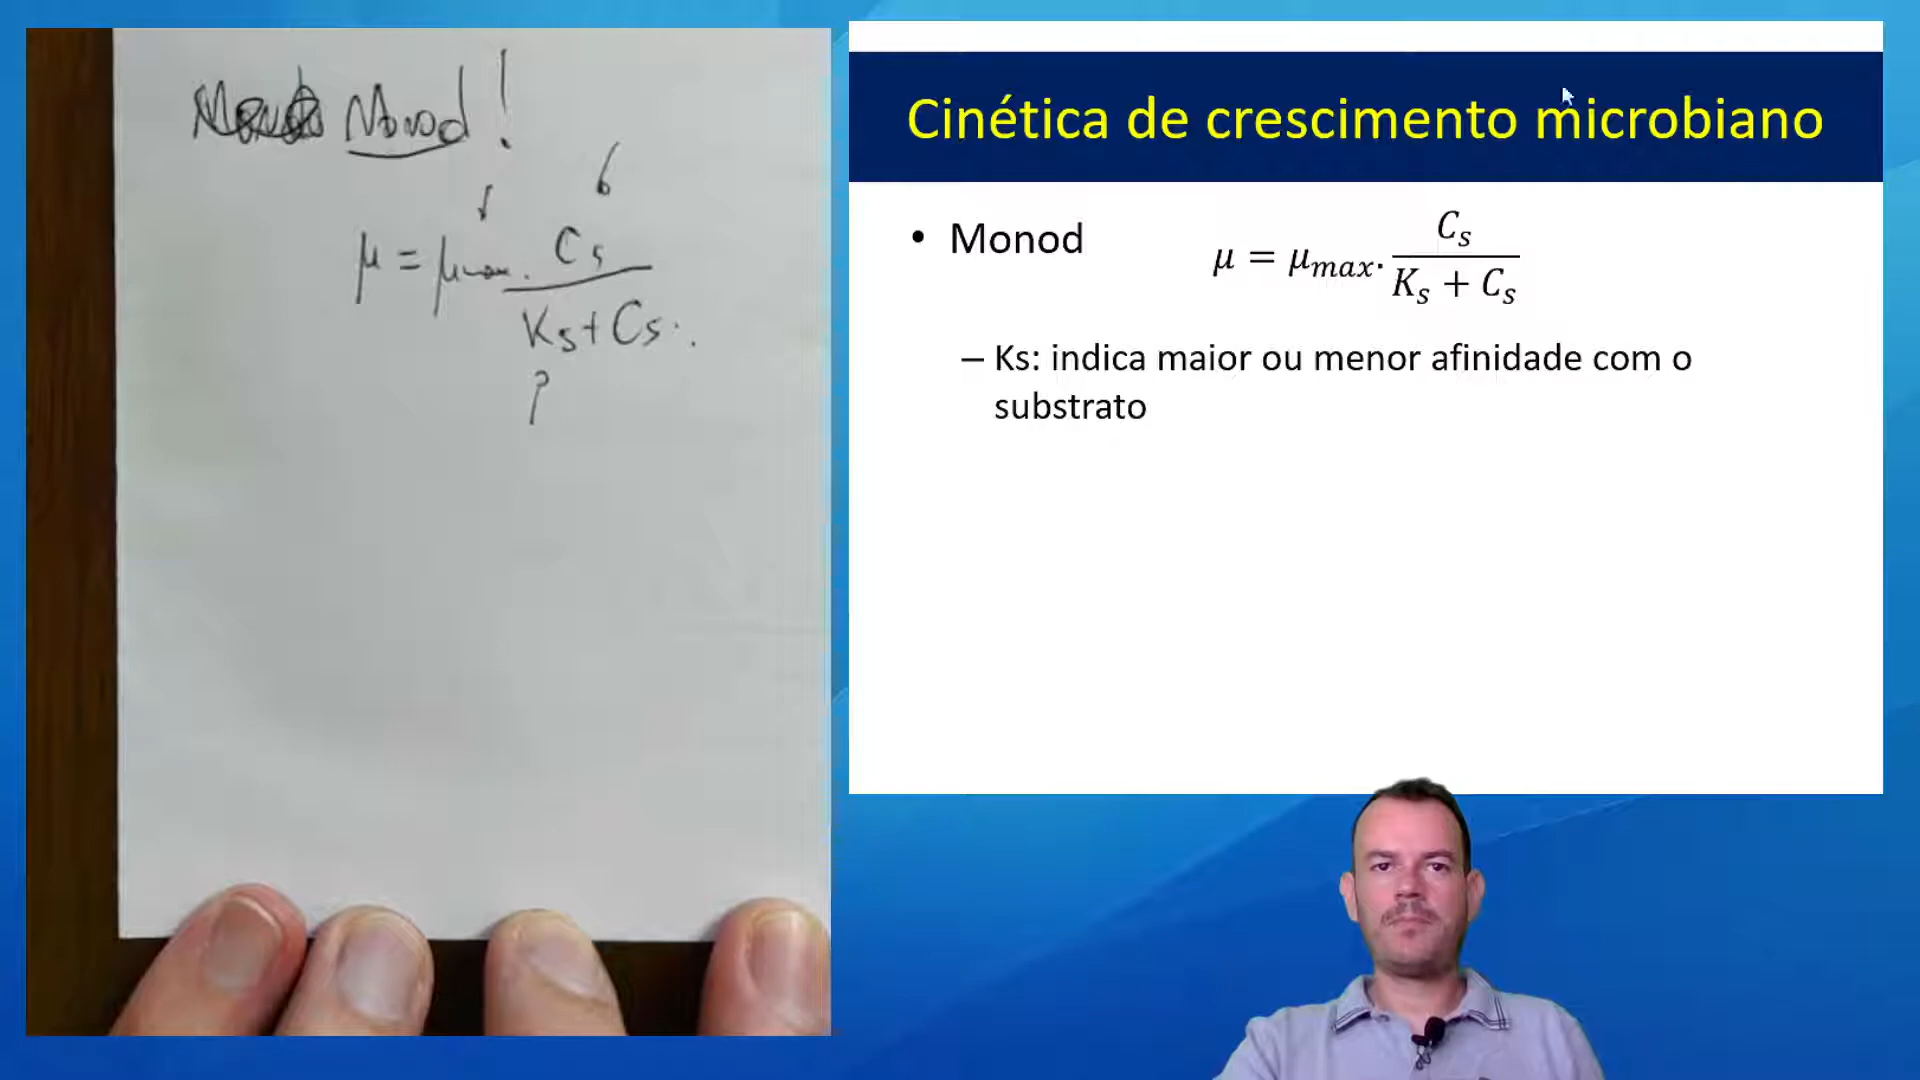 Monod !
μ = μmax. Cs
Ks + Cs.
?
Cinética de crescimento microbiano
• Monod
μ = μmax. Cs
Ks + Cs
– Ks: indica maior ou menor afinidade com o
substrato